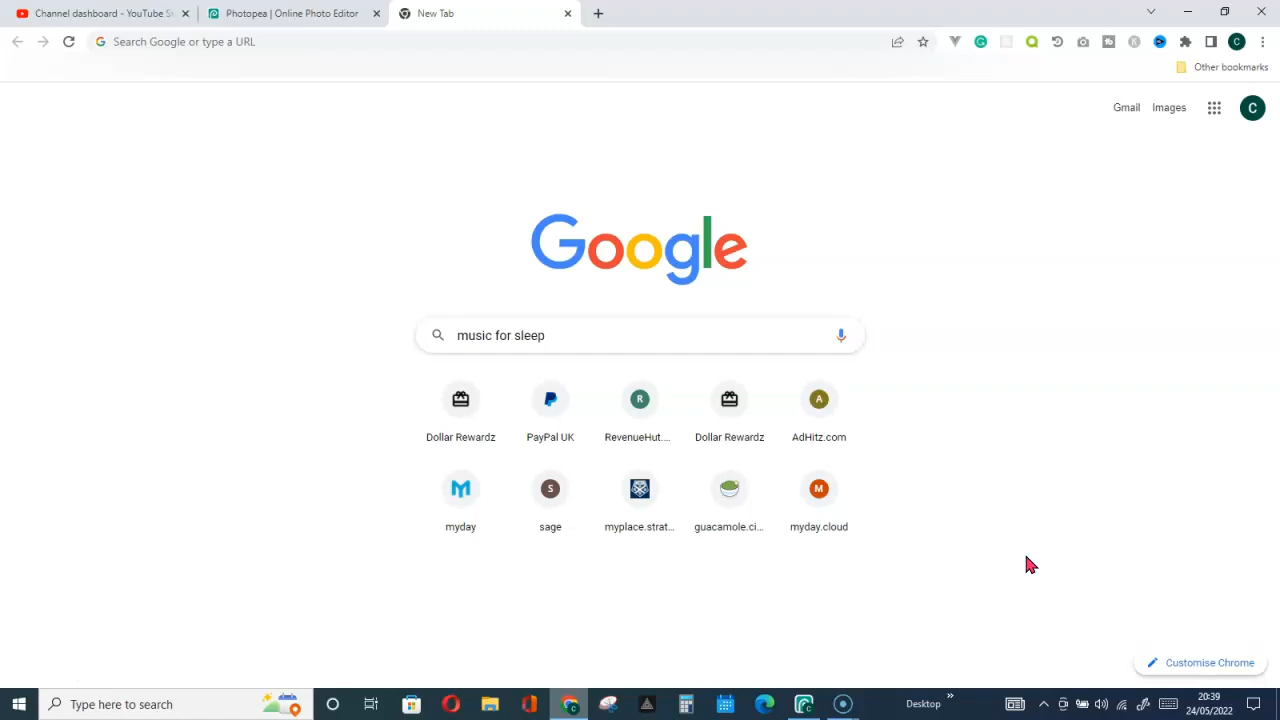 Channel dashboard - YouTube St
Photopea | Online Photo Editor
New Tab
Search Google or type a URL
C
Other bookmarks
Gmail
Images
C
Google
music for sleep
R
A
Dollar Rewardz
PayPal UK
RevenueHut....
Dollar Rewardz
AdHitz.com
S
M
myday
sage
myplace.strat...
guacamole.ci...
myday.cloud
Customise Chrome
Type here to search
Desktop
20:39
24/05/2022